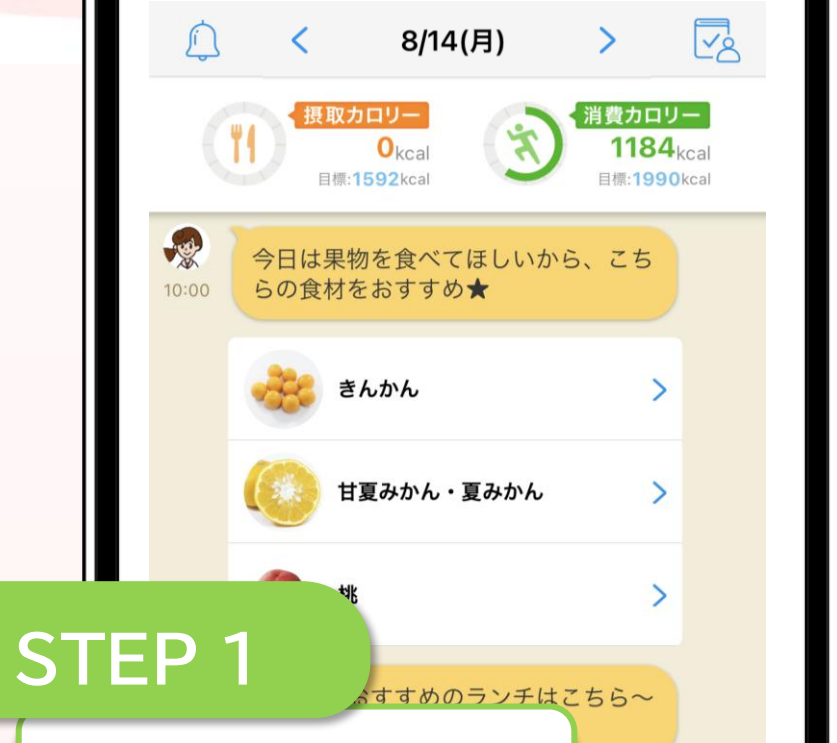 8/14(月)
摂取カロリー
0kcal
目標:1592kcal
消費カロリー
1184kcal
目標:1990kcal
今日は果物を食べてほしいから、こち
らの食材をおすすめ★
10:00
きんかん
甘夏みかん・夏みかん
桃
おすすめのランチはこちら〜
STEP 1